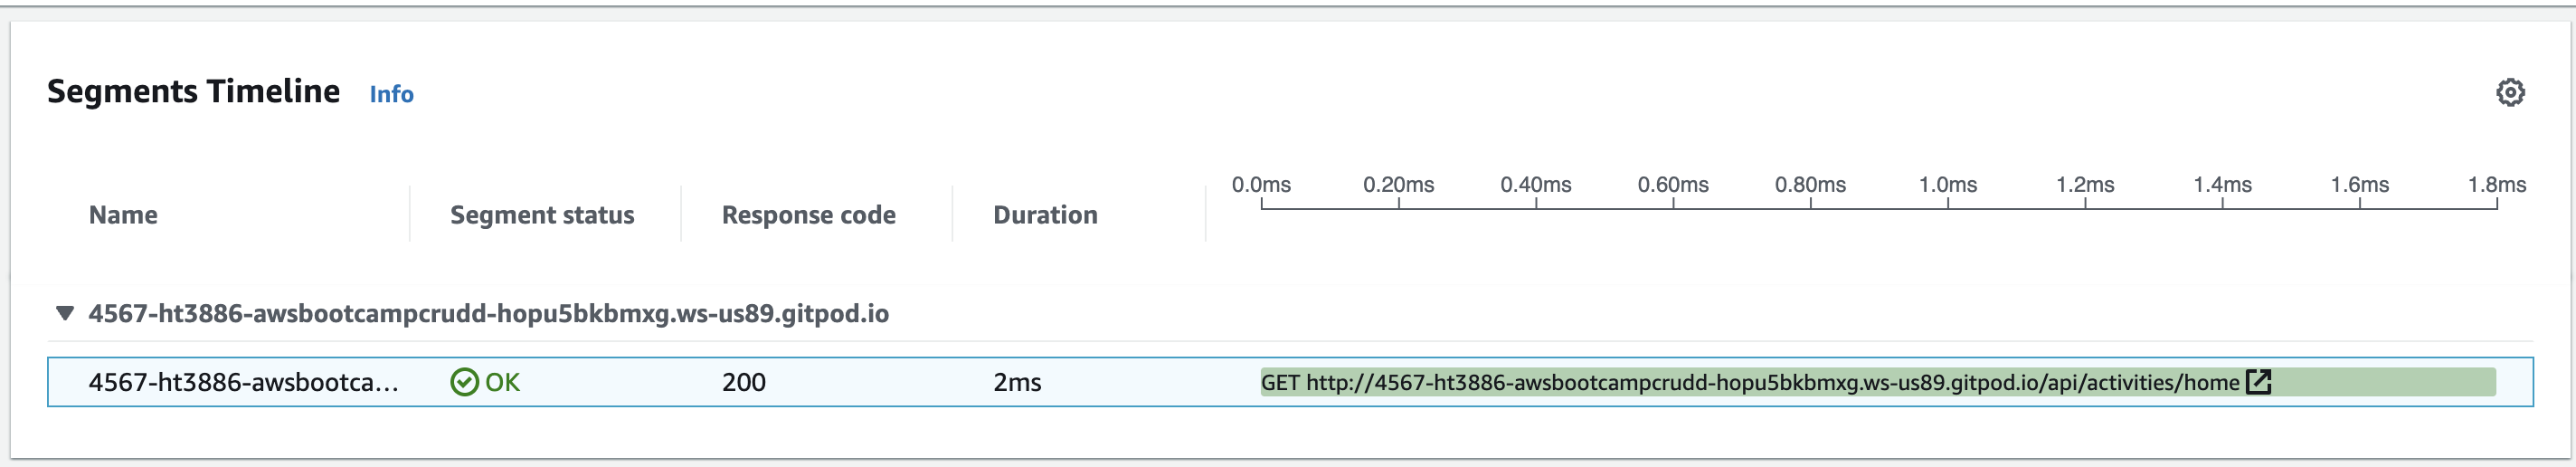 Segments Timeline Info
0.0ms 0.20ms 0.40ms 0.60ms 0.80ms 1.0ms 1.2ms 1.4ms 1.6ms 1.8ms
Name Segment status Response code Duration
4567-ht3886-awsbootcampcrudd-hopu5bkbmxg.ws-us89.gitpod.io
4567-ht3886-awsbootca... OK 200 2ms GET http://4567-ht3886-awsbootcampcrudd-hopu5bkbmxg.ws-us89.gitpod.io/api/activities/home